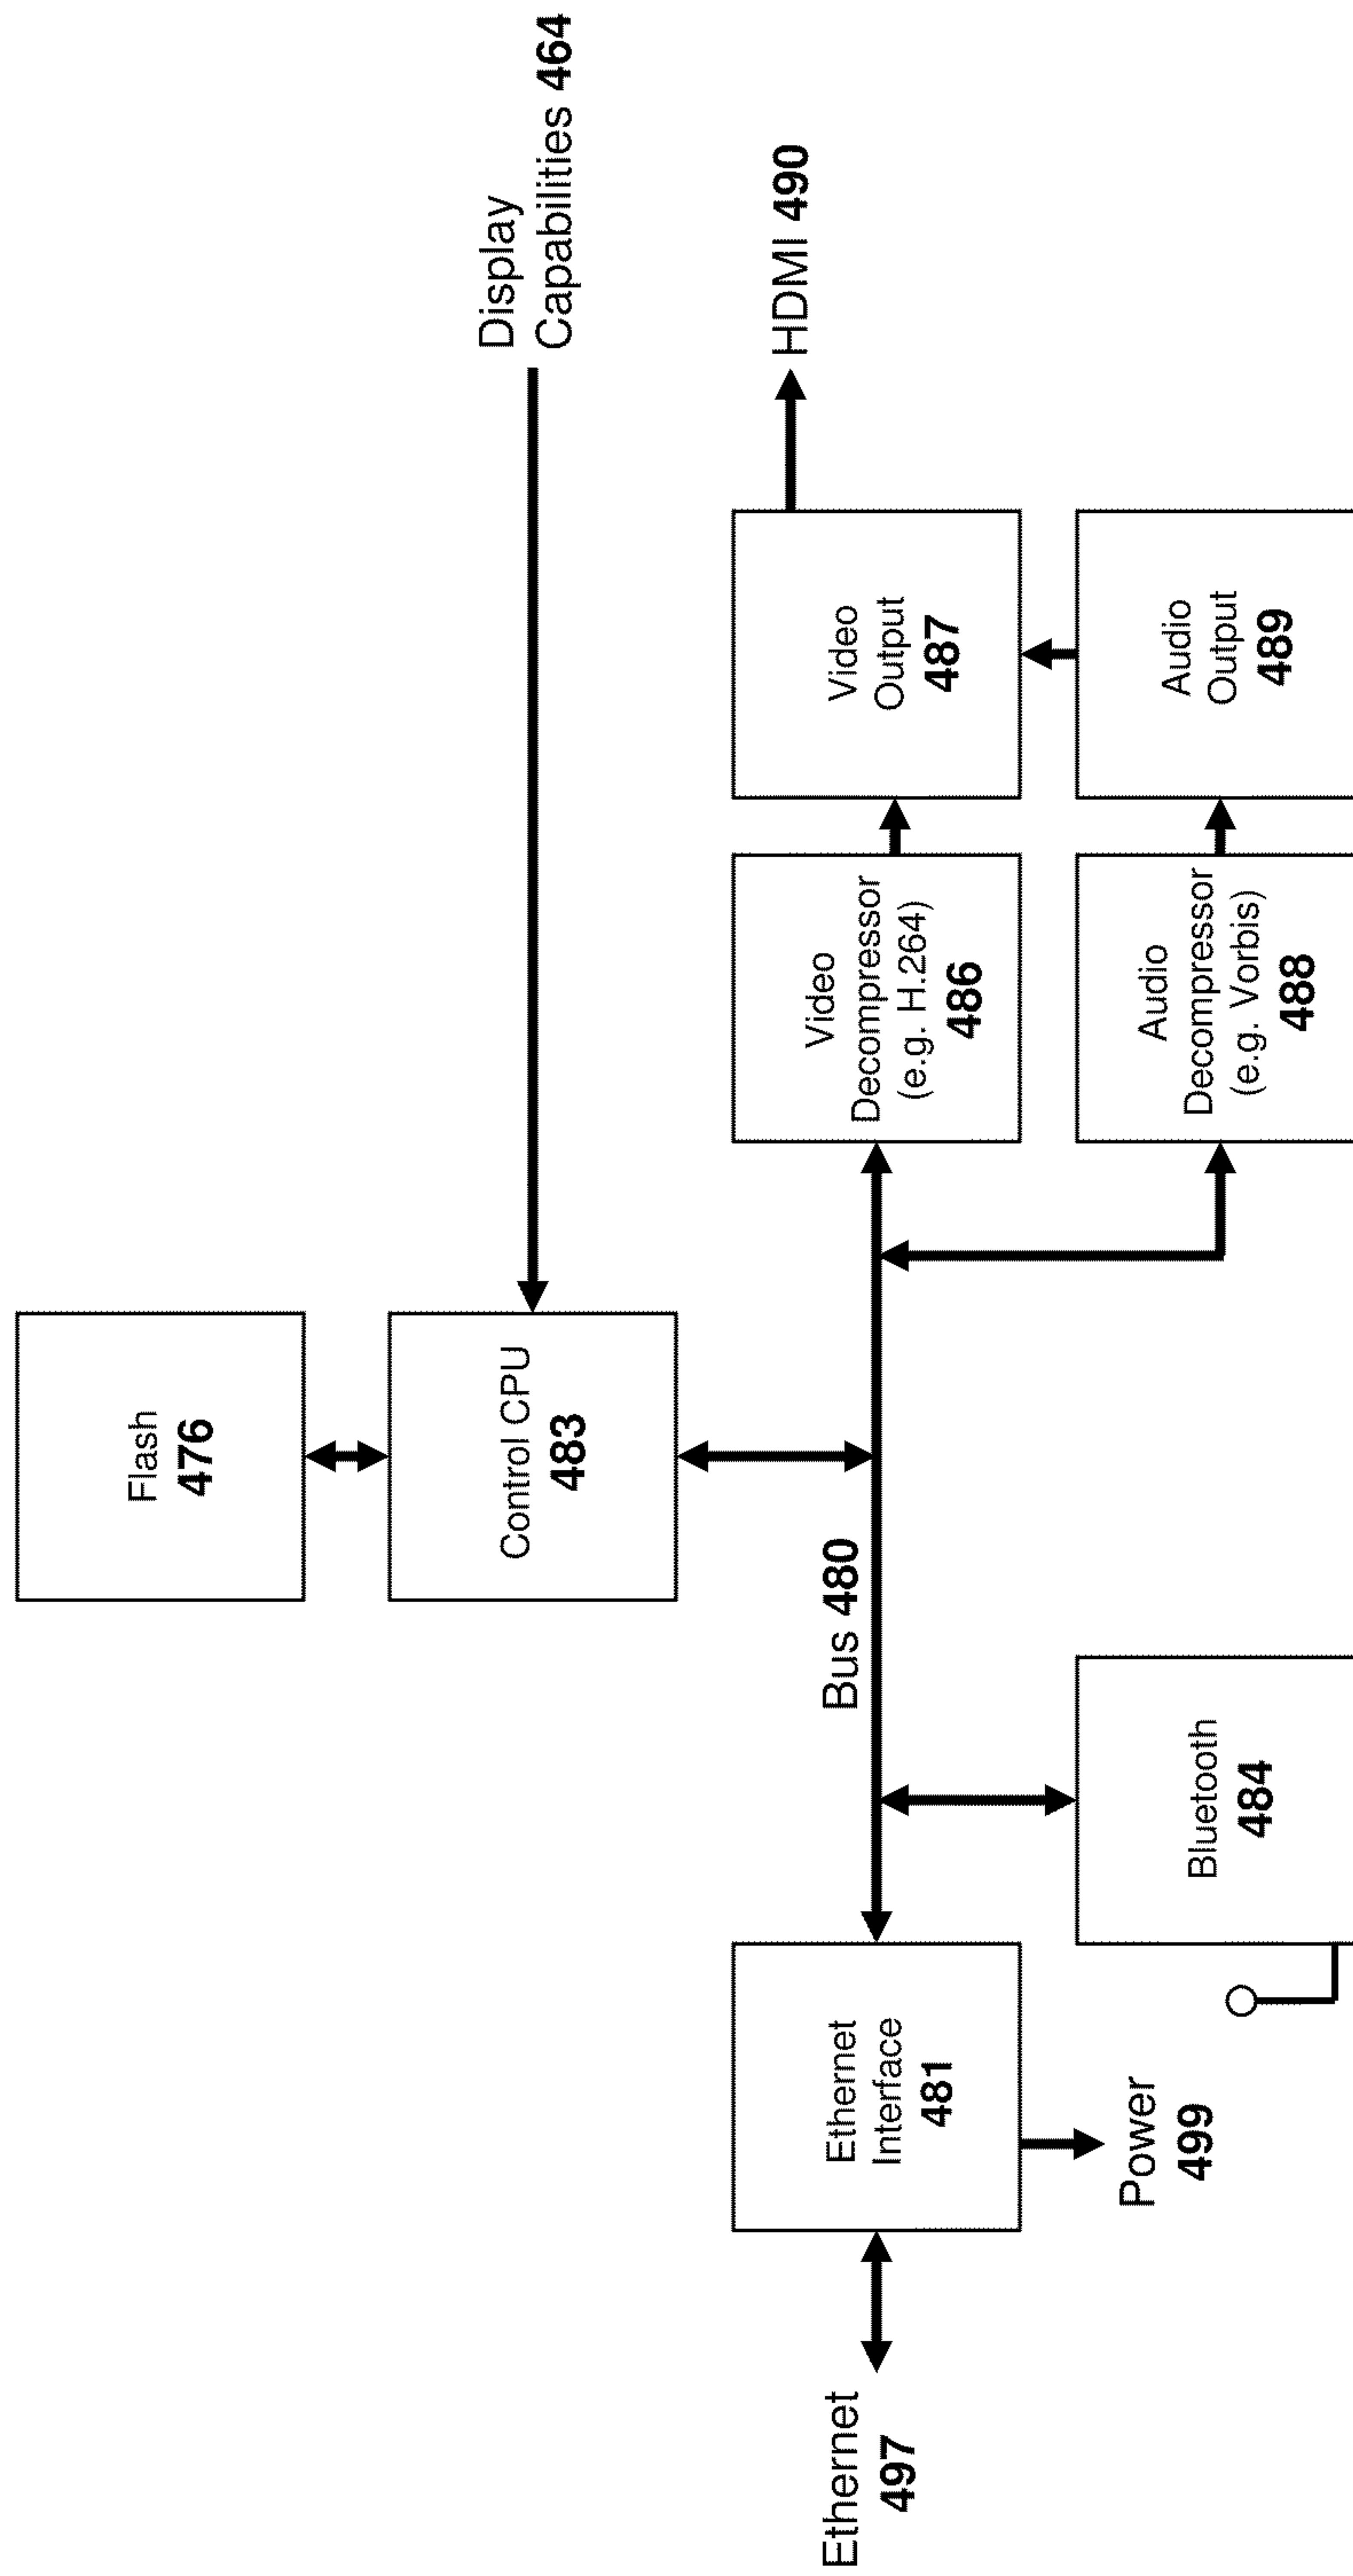 Display
Capabilities 464
Flash
476
Control CPU
483
HDMI 490
Bus 480
Ethernet
497
Ethernet
Interface
481
Power
499
Bluetooth
484
Video
Decompressor
(e.g. H.264)
486
Video
Output
487
Audio
Decompressor
(e.g. Vorbis)
488
Audio
Output
489